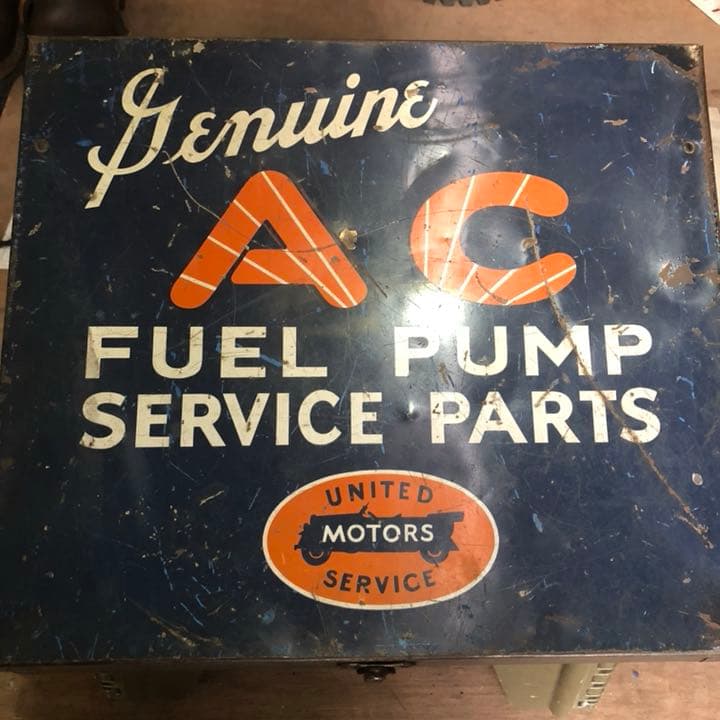 Genuine
AC
FUEL PUMP
SERVICE PARTS
UNITED
MOTORS
SERVICE